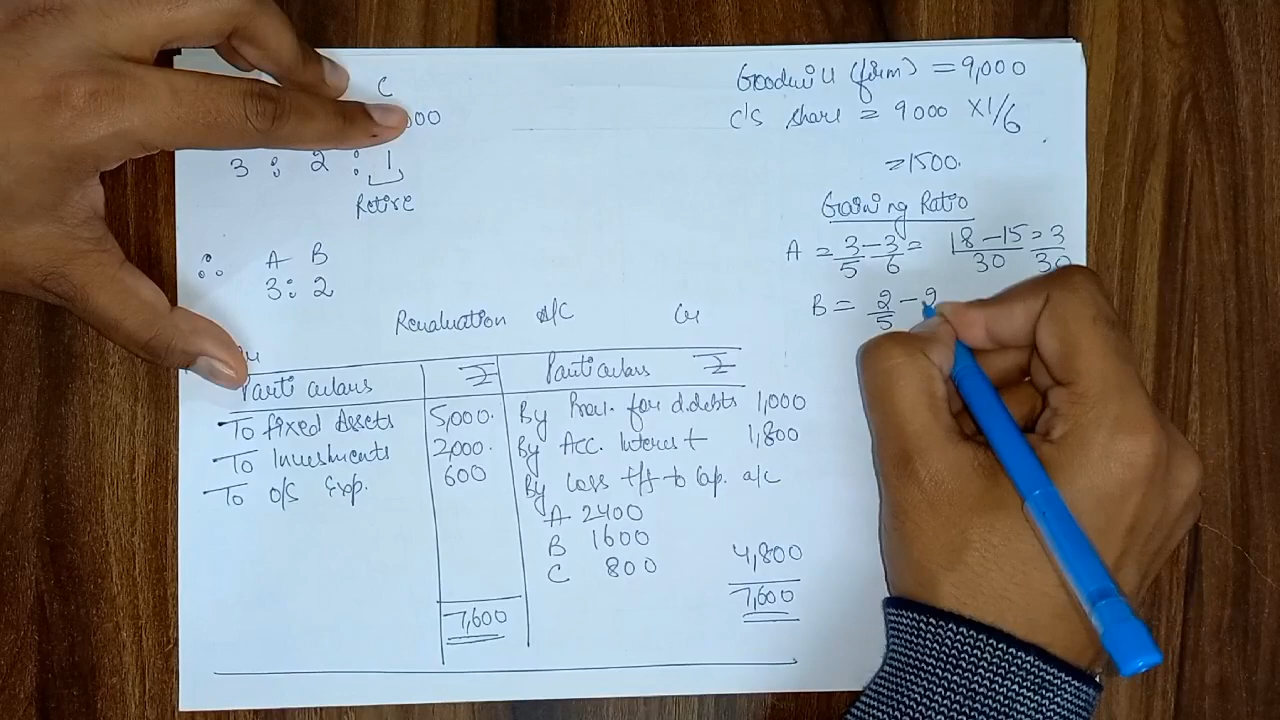 C
000
3 : 2 : 1
Retire
∴ A B
3 : 2
Goodwill (firm) = 9,000
C's share = 9000 X 1/6
= 1500.
Gaining Ratio
A = 3/5 - 3/6 = 18-15/30 = 3/30
B = 2/5 - 2
Revaluation A/C Cr
Particulars ₹ Particulars ₹
To fixed Assets 5,000. By Prov. for d.debts 1,000
To Investments 2,000. By Acc. Interest 1,800
To O/S Exp. 600 By Loss t/f to Cap. a/c
A 2400
B 1600
C 800 4,800
7,600 7,600